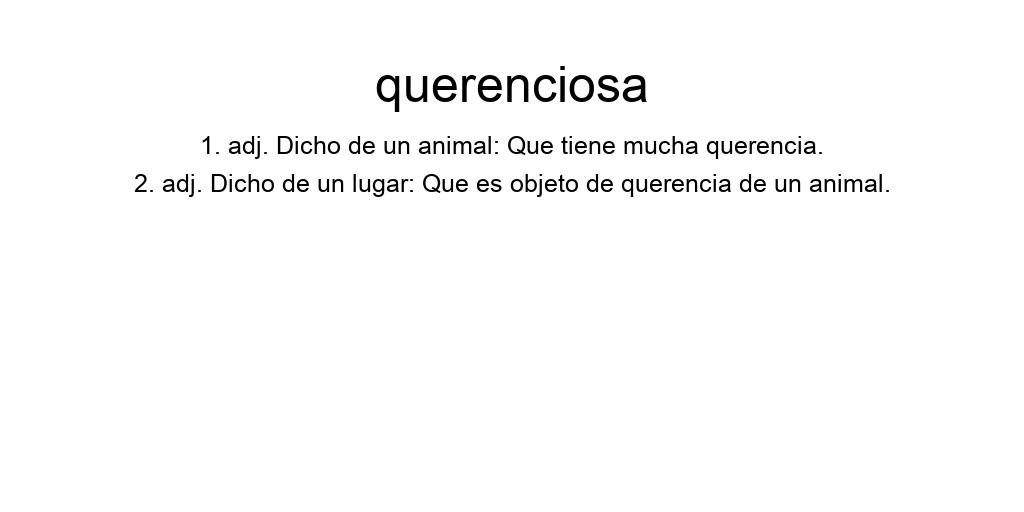 querenciosa
1. adj. Dicho de un animal: Que tiene mucha querencia.
2. adj. Dicho de un lugar: Que es objeto de querencia de un animal.